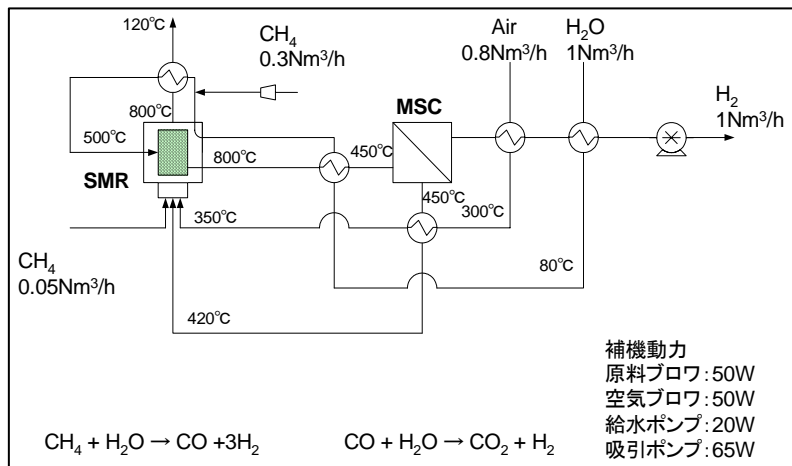 120℃
CH₄
0.3Nm³/h
Air
0.8Nm³/h
H₂O
1Nm³/h
H₂
1Nm³/h
MSC
800℃
500℃
SMR
800℃
450℃
450℃
350℃
300℃
CH₄
0.05Nm³/h
80℃
420℃
補機動力
原料ブロワ:50W
空気ブロワ:50W
給水ポンプ:20W
吸引ポンプ:65W
CH₄ + H₂O → CO +3H₂
CO + H₂O → CO₂ + H₂